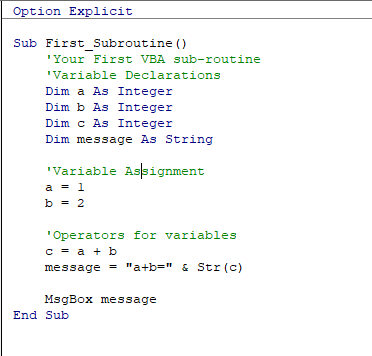 Option Explicit
Sub First_Subroutine()
'Your First VBA sub-routine
'Variable Declarations
Dim a As Integer
Dim b As Integer
Dim c As Integer
Dim message As String
'Variable Assignment
a = 1
b = 2
'Operators for variables
c = a + b
message = "a+b=" & Str(c)
MsgBox message
End Sub